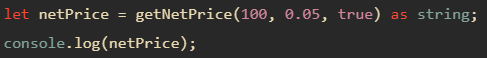 let netPrice = getNetPrice(100, 0.05, true) as string;
console.log(netPrice);